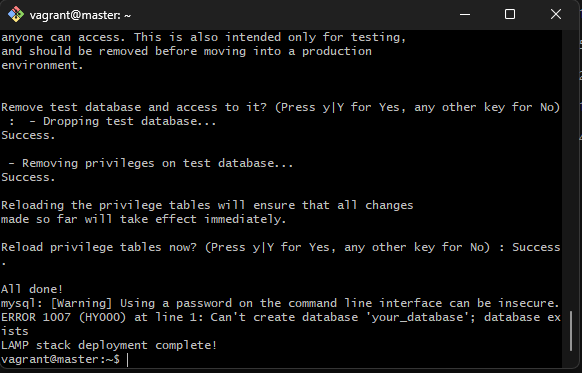 vagrant@master: ~
anyone can access. This is also intended only for testing,
and should be removed before moving into a production
environment.
Remove test database and access to it? (Press y|Y for Yes, any other key for No)
 :  - Dropping test database...
Success.
 - Removing privileges on test database...
Success.
Reloading the privilege tables will ensure that all changes
made so far will take effect immediately.
Reload privilege tables now? (Press y|Y for Yes, any other key for No) : Success
.
All done!
mysql: [Warning] Using a password on the command line interface can be insecure.
ERROR 1007 (HY000) at line 1: Can't create database 'your_database'; database ex
ists
LAMP stack deployment complete!
vagrant@master:~$